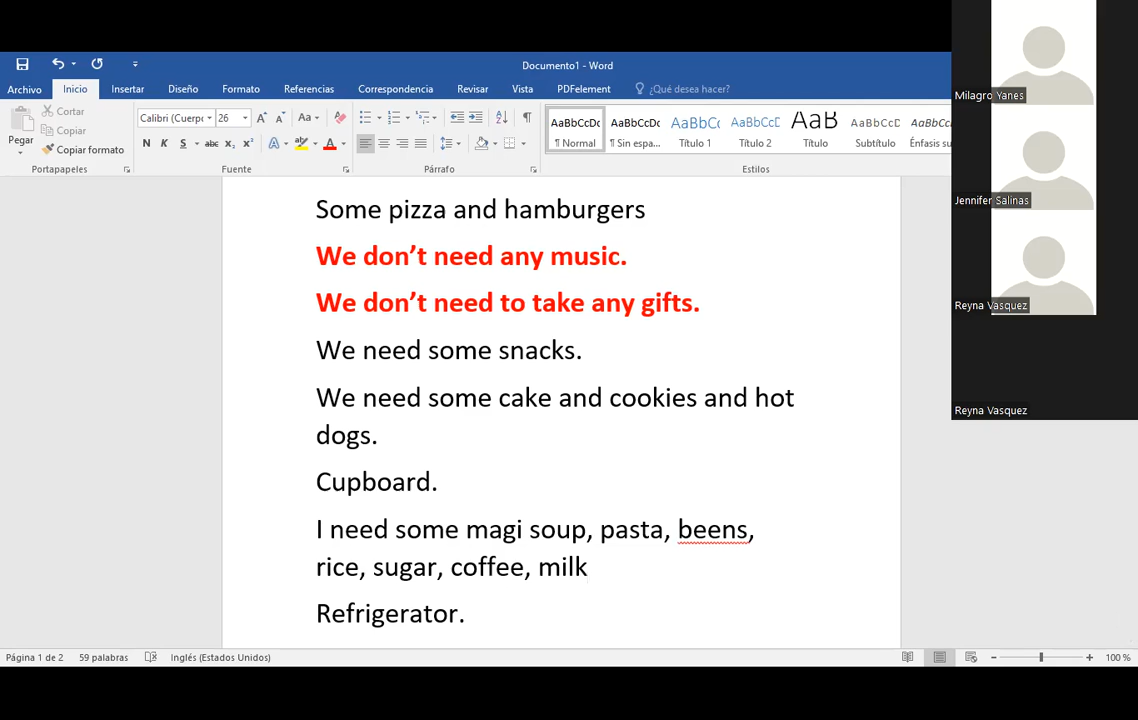 Documento1 - Word
Archivo Inicio Insertar Diseño Formato Referencias Correspondencia Revisar Vista PDFelement ¿Qué desea hacer?
Pegar
Cortar
Copiar
Copiar formato
Portapapeles
Calibri (Cuerpo 26
Aa
N K S abc x₂ x²
A A
Fuente
Párrafo
AaBbCcDc AaBbCcDc AaBbCc AaBbCcD AaB AaBbCcD AaBbCcD
¶ Normal ¶ Sin espa... Título 1 Título 2 Título Subtítulo Énfasis su
Estilos
Some pizza and hamburgers
We don’t need any music.
We don’t need to take any gifts.
We need some snacks.
We need some cake and cookies and hot
dogs.
Cupboard.
I need some magi soup, pasta, beens,
rice, sugar, coffee, milk
Refrigerator.
Milagro Yanes
Jennifer Salinas
Reyna Vasquez
Reyna Vasquez
Página 1 de 2 59 palabras Inglés (Estados Unidos) 100 %